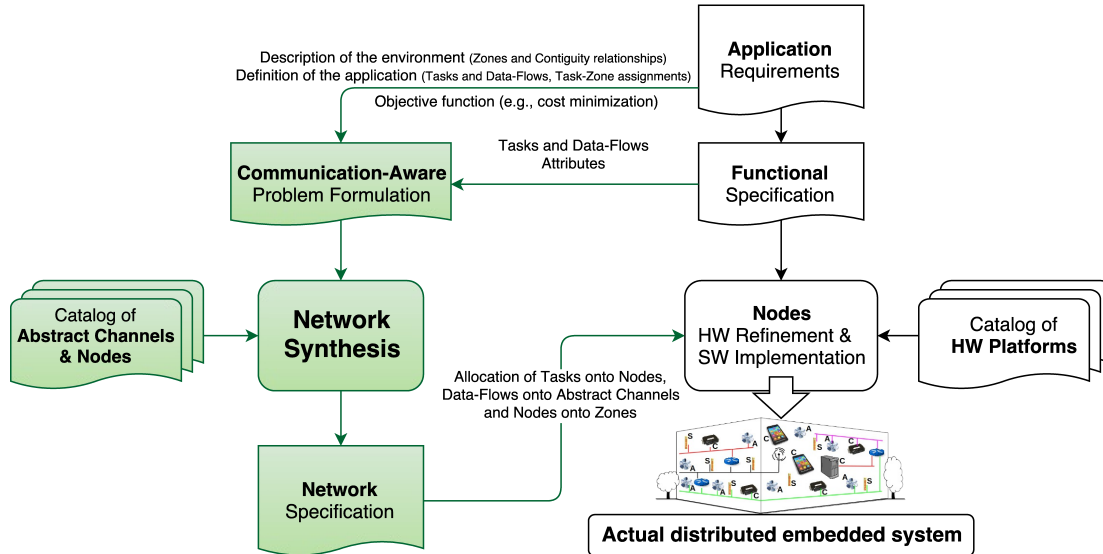 Application
Requirements
Description of the environment (Zones and Contiguity relationships)
Definition of the application (Tasks and Data-Flows, Task-Zone assignments)
Objective function (e.g., cost minimization)
Communication-Aware
Problem Formulation
Tasks and Data-Flows
Attributes
Functional
Specification
Catalog of
Abstract Channels
& Nodes
Network
Synthesis
Nodes
HW Refinement &
SW Implementation
Catalog of
HW Platforms
Allocation of Tasks onto Nodes,
Data-Flows onto Abstract Channels
and Nodes onto Zones
Network
Specification
S
C
A
C
A
S
C
A
A
S
S
C
C
A
A
S
C
A
S
C
A
S
Actual distributed embedded system